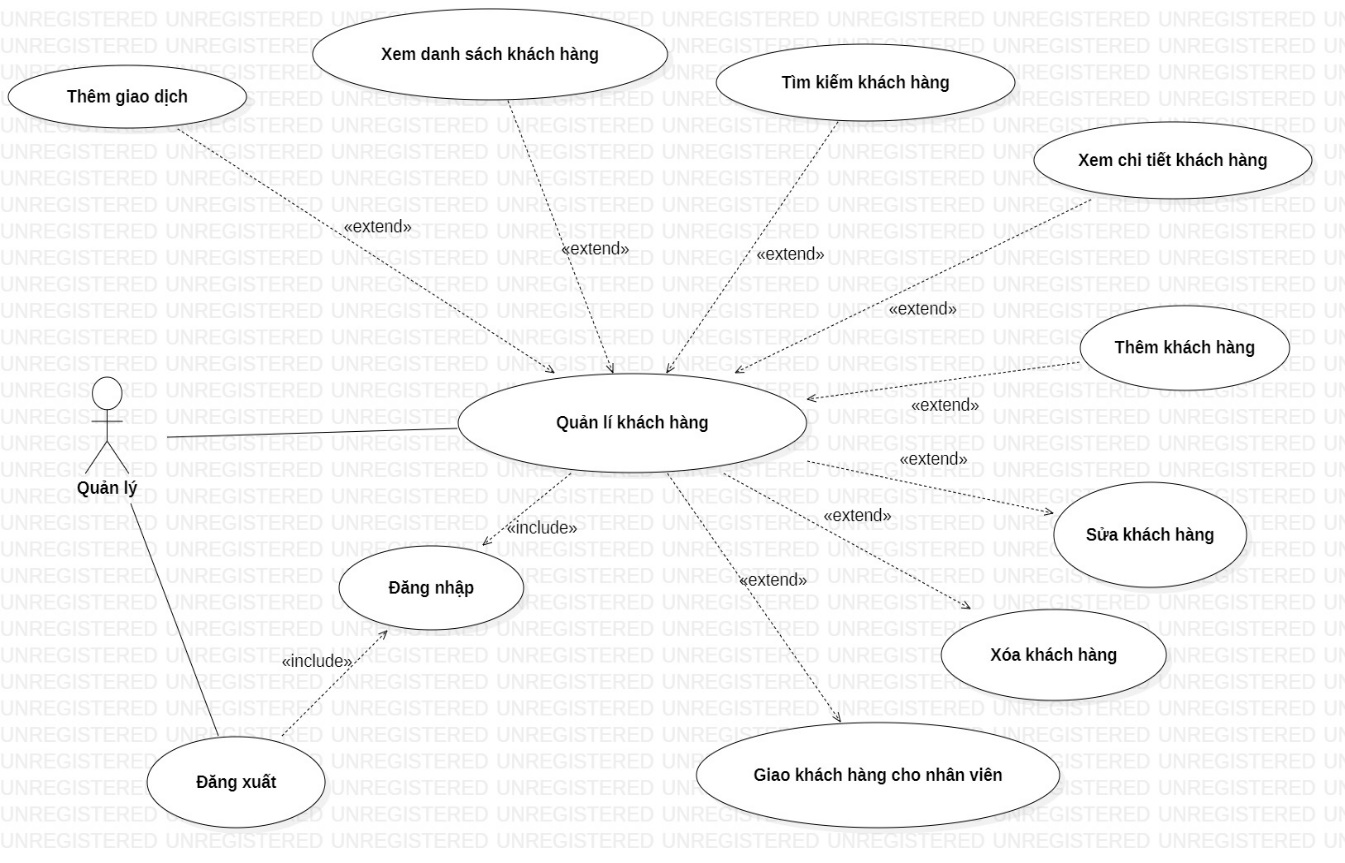 Xem danh sách khách hàng
Tìm kiếm khách hàng
Thêm giao dịch
Xem chi tiết khách hàng
«extend»
«extend»
«extend»
«extend»
Thêm khách hàng
«extend»
Quản lí khách hàng
«extend»
Quản lý
«extend»
«include»
Sửa khách hàng
«extend»
Đăng nhập
Xóa khách hàng
«include»
Giao khách hàng cho nhân viên
Đăng xuất
UNREGISTERED